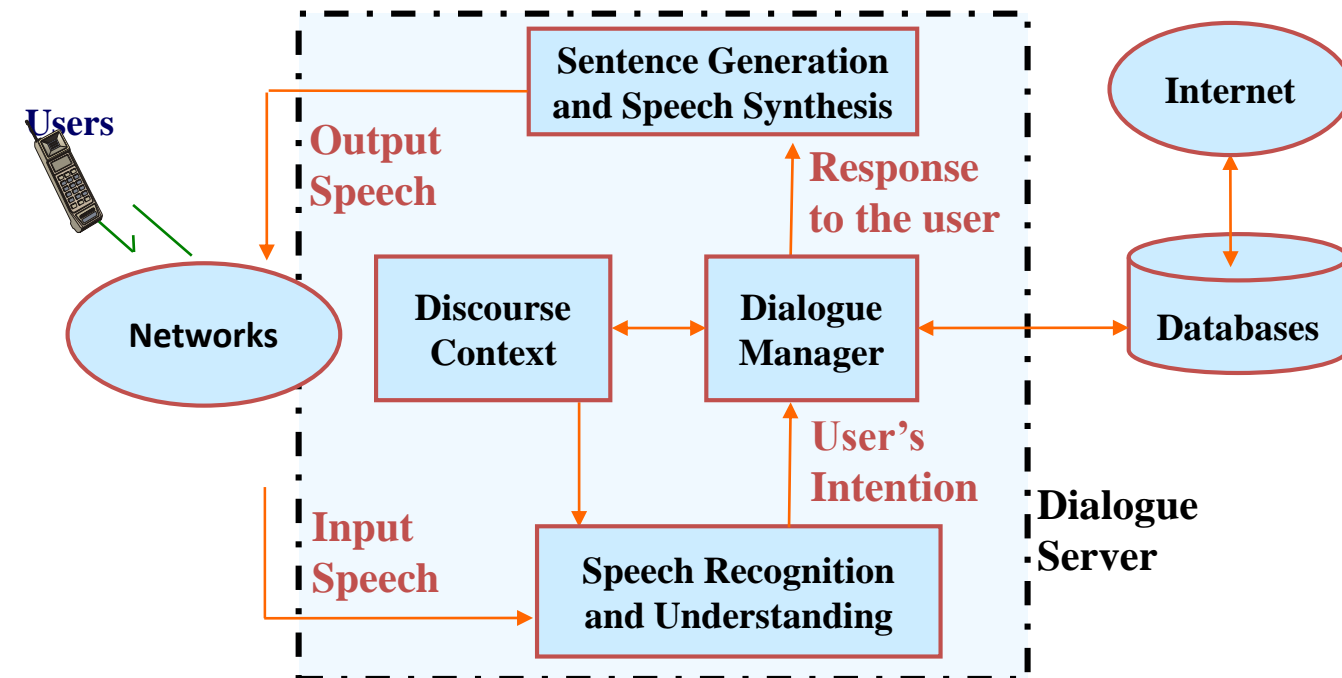 Sentence Generation
and Speech Synthesis
Internet
Users
Output
Speech
Response
to the user
Networks
Discourse
Context
Dialogue
Manager
Databases
User’s
Intention
Input
Speech
Speech Recognition
and Understanding
Dialogue
Server